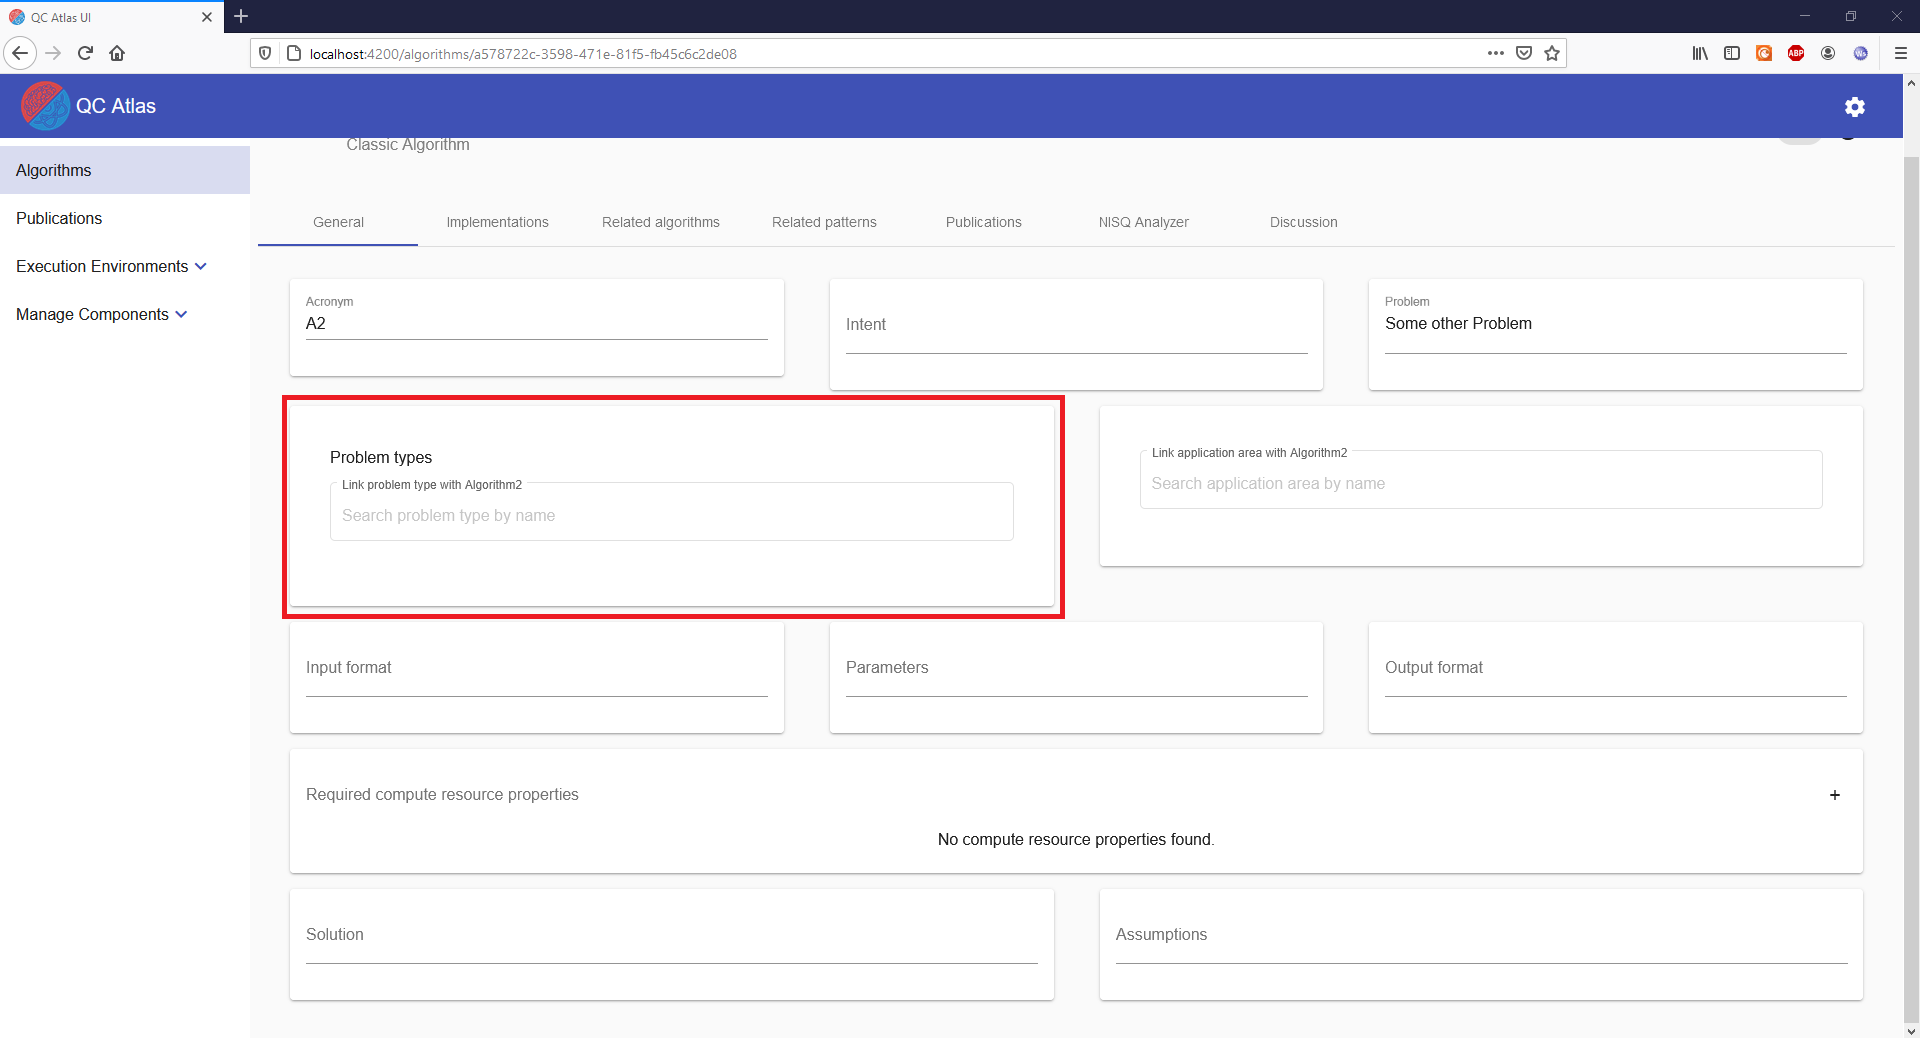 QC Atlas UI
localhost:4200/algorithms/a578722c-3598-471e-81f5-fb45c6c2de08
ABP
QC Atlas
Classic Algorithm
Algorithms
Publications
Execution Environments
Manage Components
General Implementations Related algorithms Related patterns Publications NISQ Analyzer Discussion
Acronym
A2
Intent
Problem
Some other Problem
Problem types
Link problem type with Algorithm2
Search problem type by name
Link application area with Algorithm2
Search application area by name
Input format
Parameters
Output format
Required compute resource properties
+
No compute resource properties found.
Solution
Assumptions